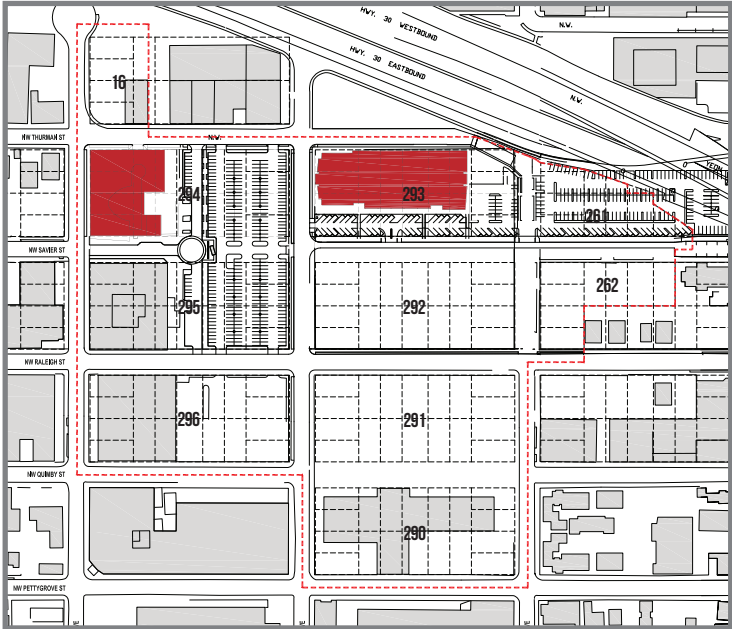 HWY. 30 WESTBOUND
N.W.
HWY. 30 EASTBOUND
16
N.W.
NW THURMAN ST
N.W.
YEON
294
293
261
NW SAVIER ST
262
295
292
NW RALEIGH ST
296
291
NW QUIMBY ST
290
NW PETTYGROVE ST